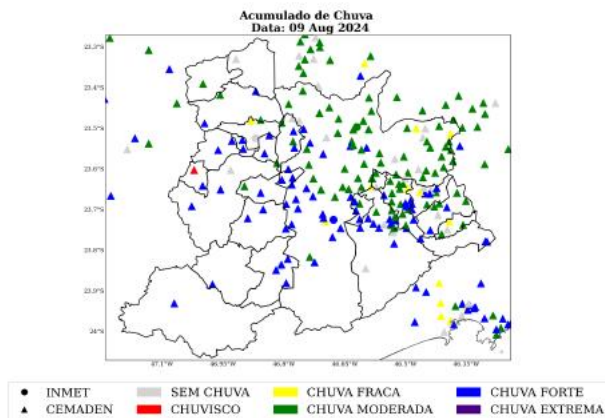 Acumulado de Chuva
Data: 09 Aug 2024
23.3°S
23.4°S
23.5°S
23.6°S
23.7°S
23.8°S
23.9°S
24°S
47.1°W
46.95°W
46.8°W
46.65°W
46.5°W
46.35°W
INMET
SEM CHUVA
CHUVA FRACA
CHUVA FORTE
CEMADEN
CHUVISCO
CHUVA MODERADA
CHUVA EXTREMA